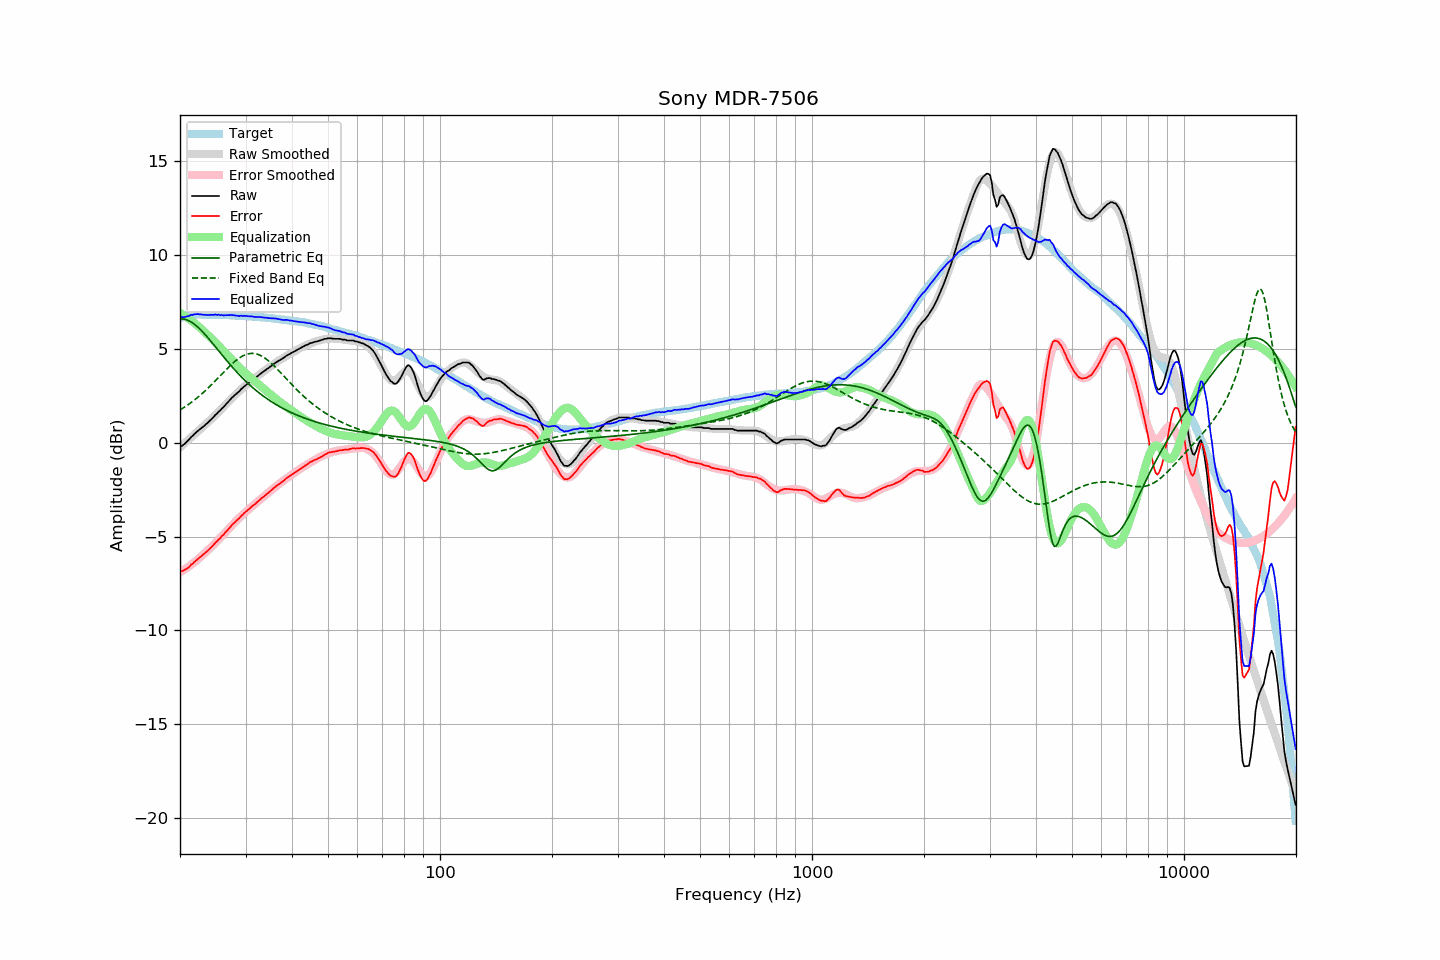 Sony MDR-7506
Target
Raw Smoothed
Error Smoothed
Raw
Error
Equalization
Parametric Eq
Fixed Band Eq
Equalized
15
10
5
0
−5
−10
−15
−20
Amplitude (dBr)
100
1000
10000
Frequency (Hz)